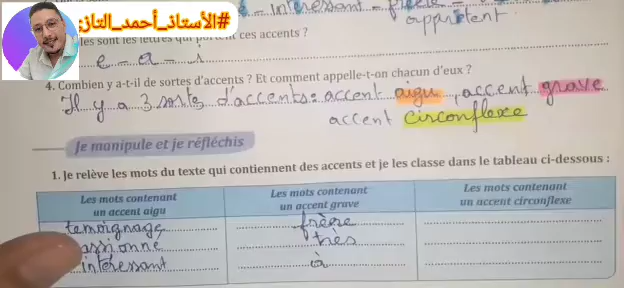 #الأستاذ_أحمد_التاز
intéressant
apprêtent
les sont les lettres qui ces accents ?
e - a - i
4. Combien y a-t-il de sortes d'accents ? Et comment appelle-t-on chacun d'eux ?
Il y a 3 sorts d'accents: accent aigu, accent grave
accent circonflexe
Je manipule et je réfléchis
1. Je relève les mots du texte qui contiennent des accents et je les classe dans le tableau ci-dessous :
Les mots contenant un accent aigu
Les mots contenant un accent grave
Les mots contenant un accent circonflexe
temoignage frère
assionné très
intéressant à